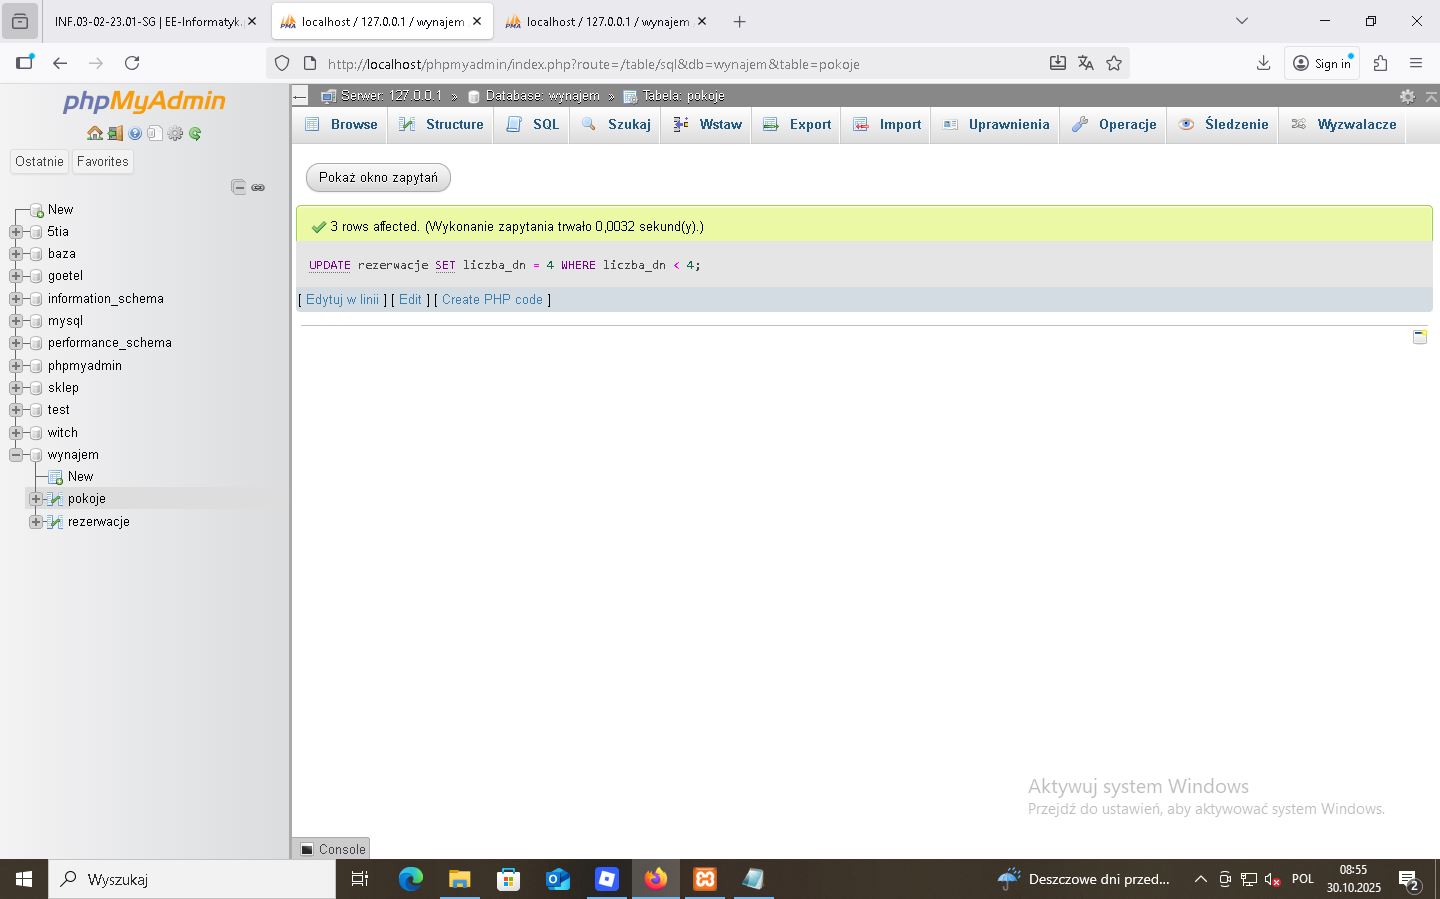 INF.03-02-23.01-SG | EE-Informatyk.
localhost / 127.0.0.1 / wynajem
localhost / 127.0.0.1 / wynajem
http://localhost/phpmyadmin/index.php?route=/table/sql&db=wynajem&table=pokoje
Sign in
phpMyAdmin
Ostatnie
Favorites
New
5tia
baza
goetel
information_schema
mysql
performance_schema
phpmyadmin
sklep
test
witch
wynajem
New
pokoje
rezerwacje
Serwer: 127.0.0.1 » Database: wynajem » Tabela: pokoje
Browse Structure SQL Szukaj Wstaw Export Import Uprawnienia Operacje Śledzenie Wyzwalacze
Pokaż okno zapytań
3 rows affected. (Wykonanie zapytania trwało 0,0032 sekund(y).)
UPDATE rezerwacje SET liczba_dn = 4 WHERE liczba_dn < 4;
[ Edytuj w linii ] [ Edit ] [ Create PHP code ]
Aktywuj system Windows
Przejdź do ustawień, aby aktywować system Windows.
Console
Wyszukaj
Deszczowe dni przed...
POL
08:55
30.10.2025
2